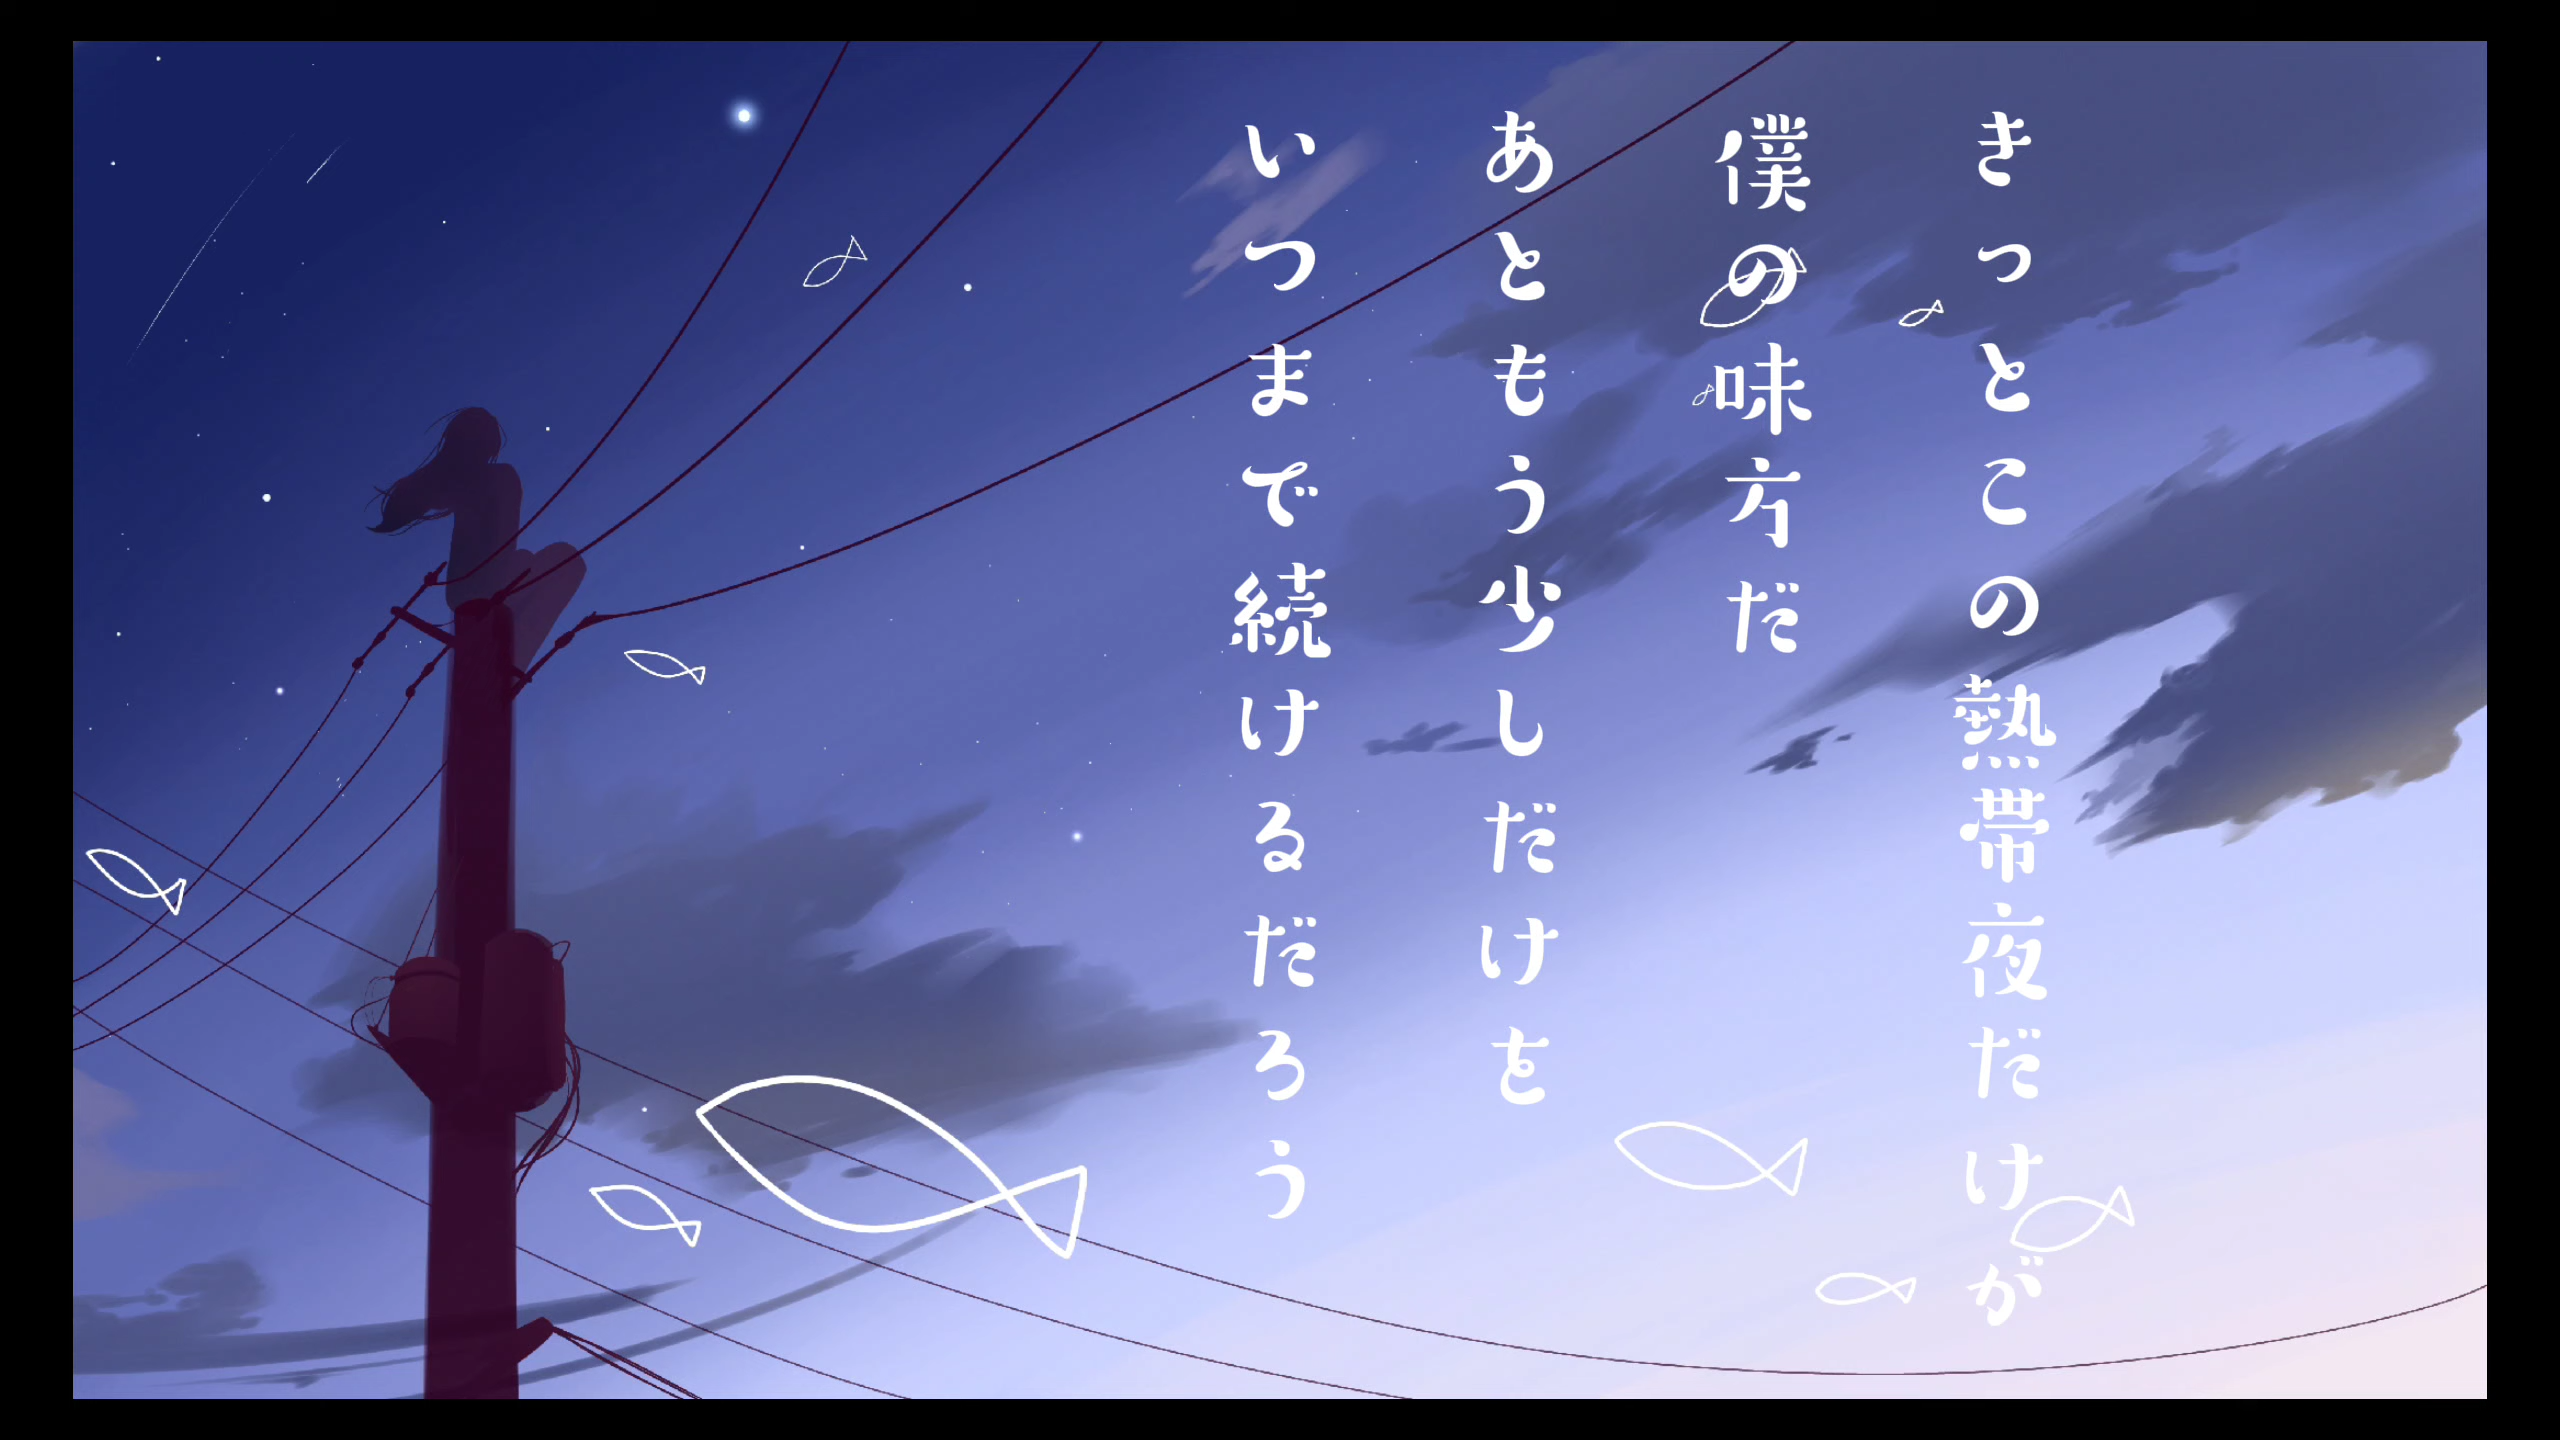 きっとこの熱帯夜だけが
僕の味方だ
あともう少しだけを
いつまで続けるだろう